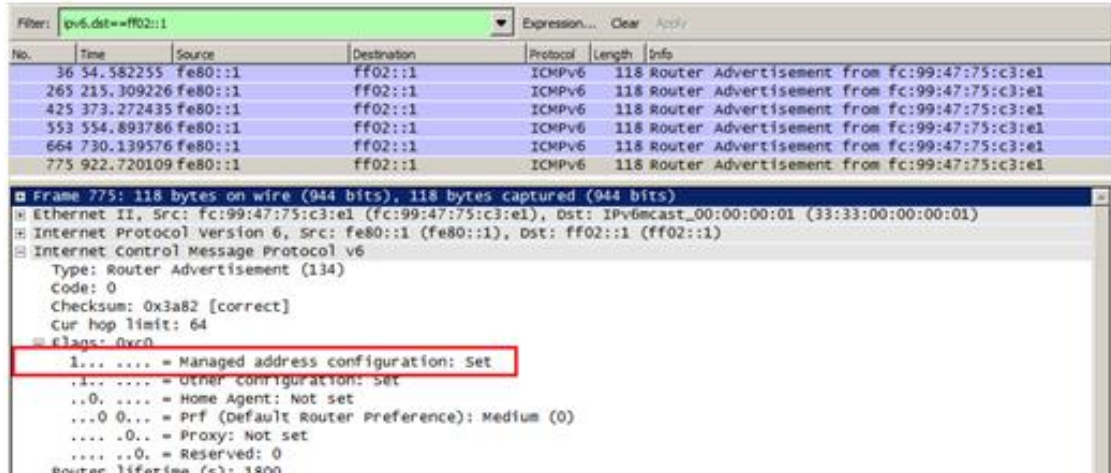 Filter: ipv6.dst==ff02::1 Expression... Clear Apply
No. Time Source Destination Protocol Length Info
36 54.582255 fe80::1 ff02::1 ICMPv6 118 Router Advertisement from fc:99:47:75:c3:e1
265 215.309226 fe80::1 ff02::1 ICMPv6 118 Router Advertisement from fc:99:47:75:c3:e1
425 373.272435 fe80::1 ff02::1 ICMPv6 118 Router Advertisement from fc:99:47:75:c3:e1
553 554.893786 fe80::1 ff02::1 ICMPv6 118 Router Advertisement from fc:99:47:75:c3:e1
664 730.139576 fe80::1 ff02::1 ICMPv6 118 Router Advertisement from fc:99:47:75:c3:e1
775 922.720109 fe80::1 ff02::1 ICMPv6 118 Router Advertisement from fc:99:47:75:c3:e1
Frame 775: 118 bytes on wire (944 bits), 118 bytes captured (944 bits)
Ethernet II, Src: fc:99:47:75:c3:e1 (fc:99:47:75:c3:e1), Dst: IPv6mcast_00:00:00:01 (33:33:00:00:00:01)
Internet Protocol Version 6, Src: fe80::1 (fe80::1), Dst: ff02::1 (ff02::1)
Internet Control Message Protocol v6
Type: Router Advertisement (134)
Code: 0
Checksum: 0x3a82 [correct]
Cur hop limit: 64
Flags: 0xc0
1... .... = Managed address configuration: Set
.1.. .... = Other configuration: Set
..0. .... = Home Agent: Not set
...0 0... = Prf (Default Router Preference): Medium (0)
.... .0.. = Proxy: Not set
.... ..0. = Reserved: 0
Router lifetime (s): 1800